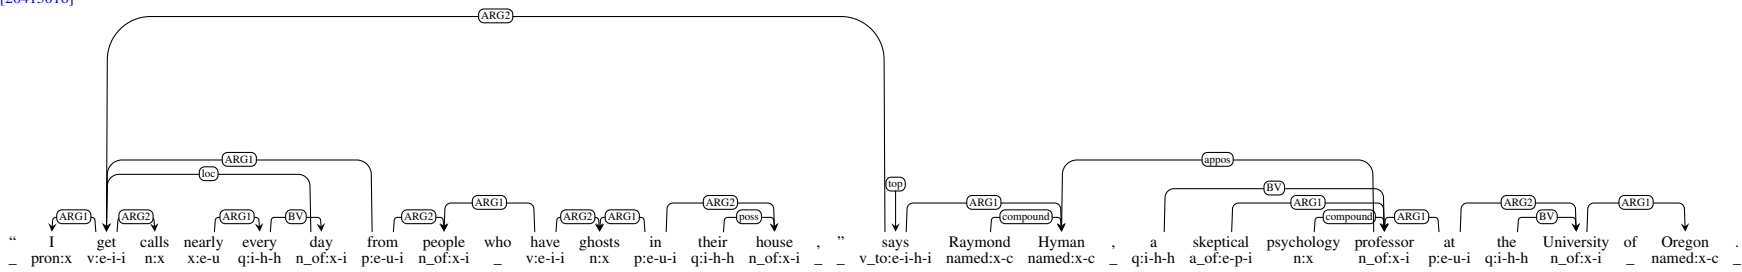 [20415016]
ARG2
ARG1 appos
loc top BV
ARG1 ARG2 ARG1 BV ARG2 ARG1 ARG2 ARG1 ARG2 poss ARG1 compound ARG1 compound ARG1 ARG2 BV ARG1
“ I get calls nearly every day from people who have ghosts in their house , ” says Raymond Hyman , a skeptical psychology professor at the University of Oregon .
_ pron:x v:e-i-i n:x x:e-u q:i-h-h n_of:x-i p:e-u-i n_of:x-i _ v:e-i-i n:x p:e-u-i q:i-h-h n_of:x-i _ _ v_to:e-i-h-i named:x-c named:x-c _ q:i-h-h a_of:e-p-i n:x n_of:x-i p:e-u-i q:i-h-h n_of:x-i _ named:x-c _